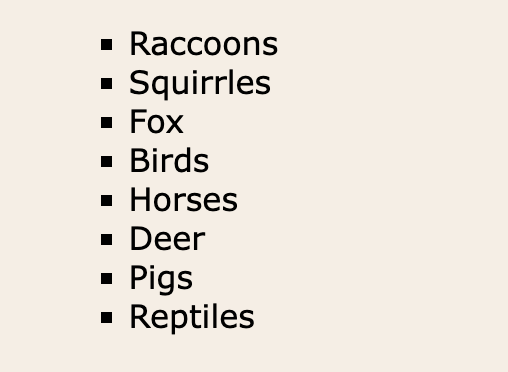 Raccoons
Squirrles
Fox
Birds
Horses
Deer
Pigs
Reptiles